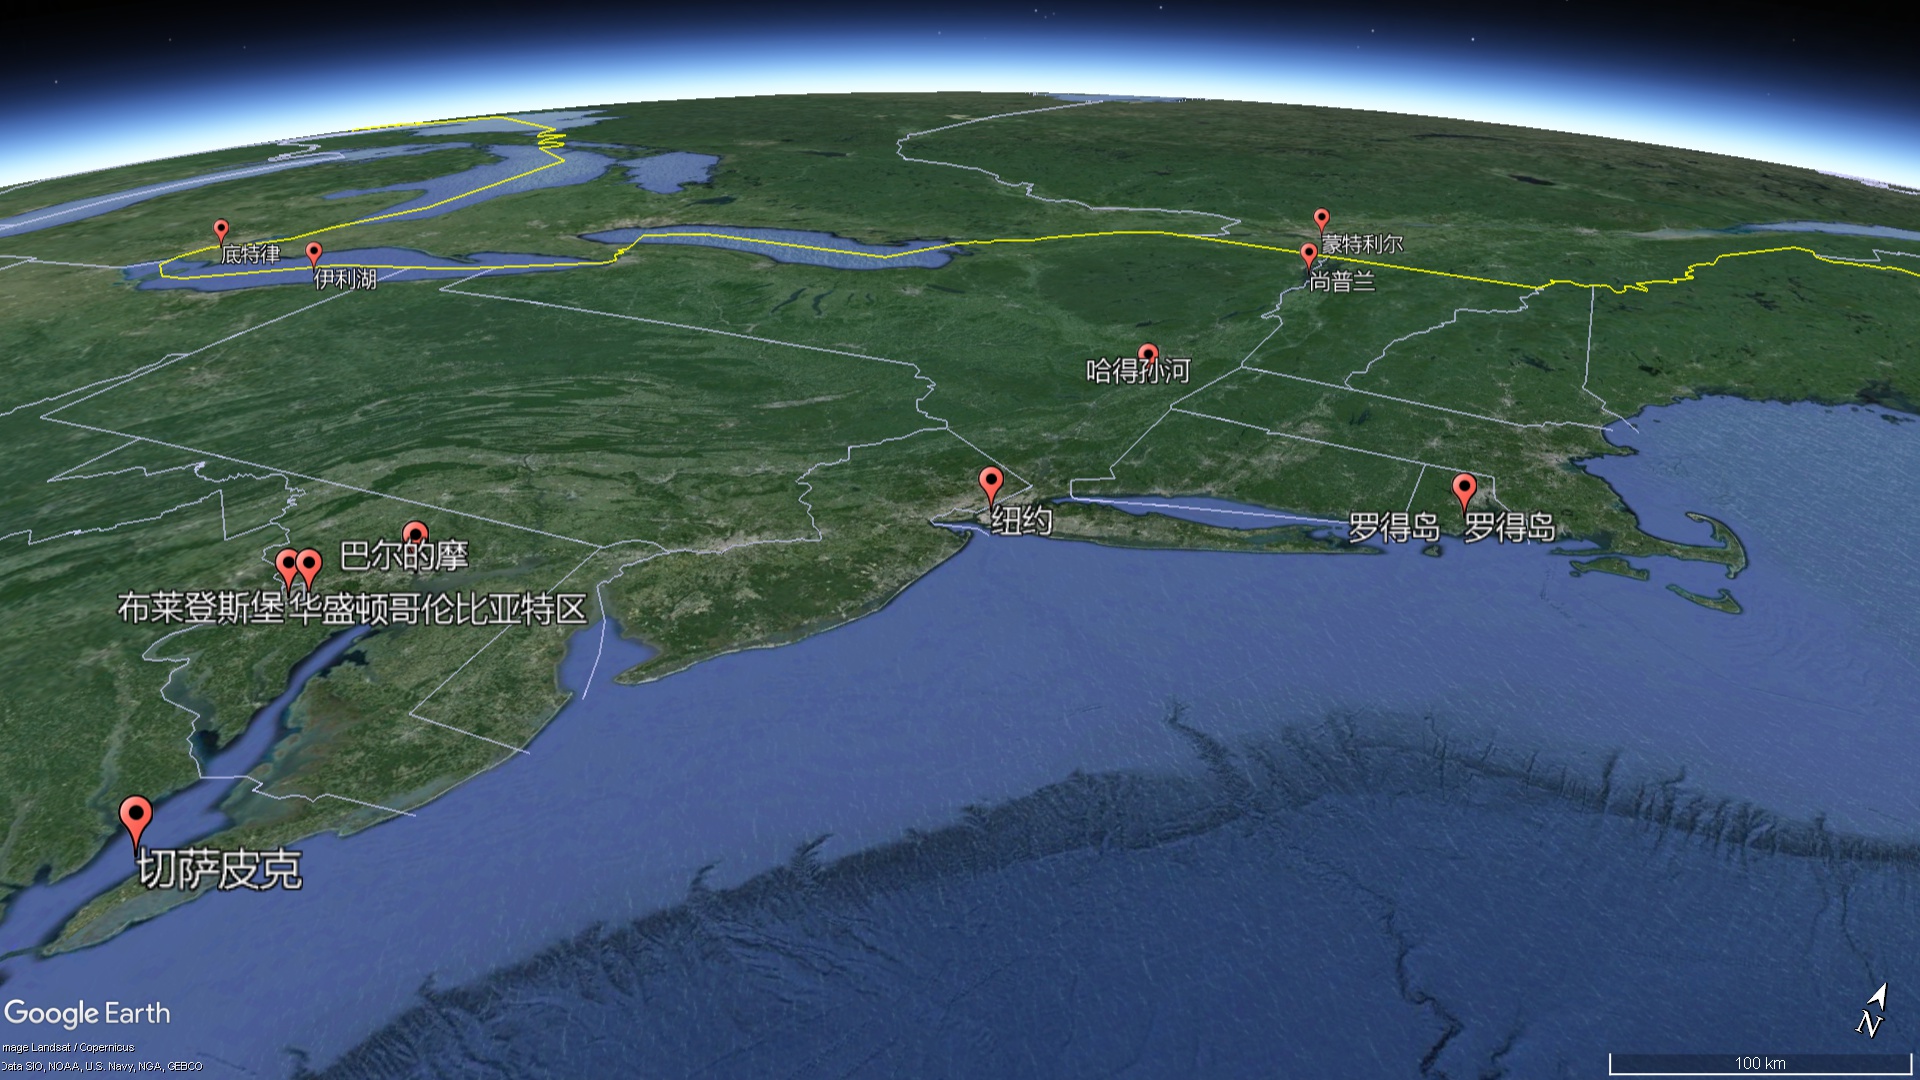 蒙特利尔
底特律
伊利湖
尚普兰
哈得孙河
纽约
罗得岛
罗得岛
巴尔的摩
布莱登斯堡
华盛顿哥伦比亚特区
切萨皮克
Google Earth
mage Landsat / Copernicus
Data SIO, NOAA, U.S. Navy, NGA, GEBCO
N
100 km